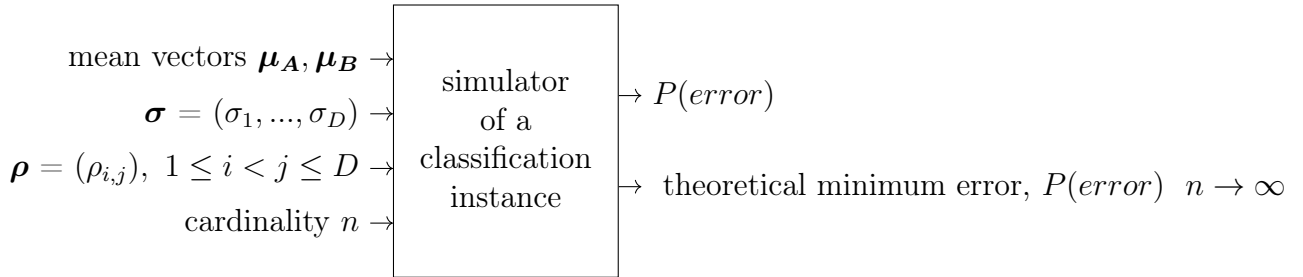 mean vectors μ_A, μ_B
σ = (σ_1, ..., σ_D)
ρ = (ρ_{i,j}), 1 ≤ i < j ≤ D
cardinality n
simulator
of a
classification
instance
P(error)
theoretical minimum error, P(error) n → ∞